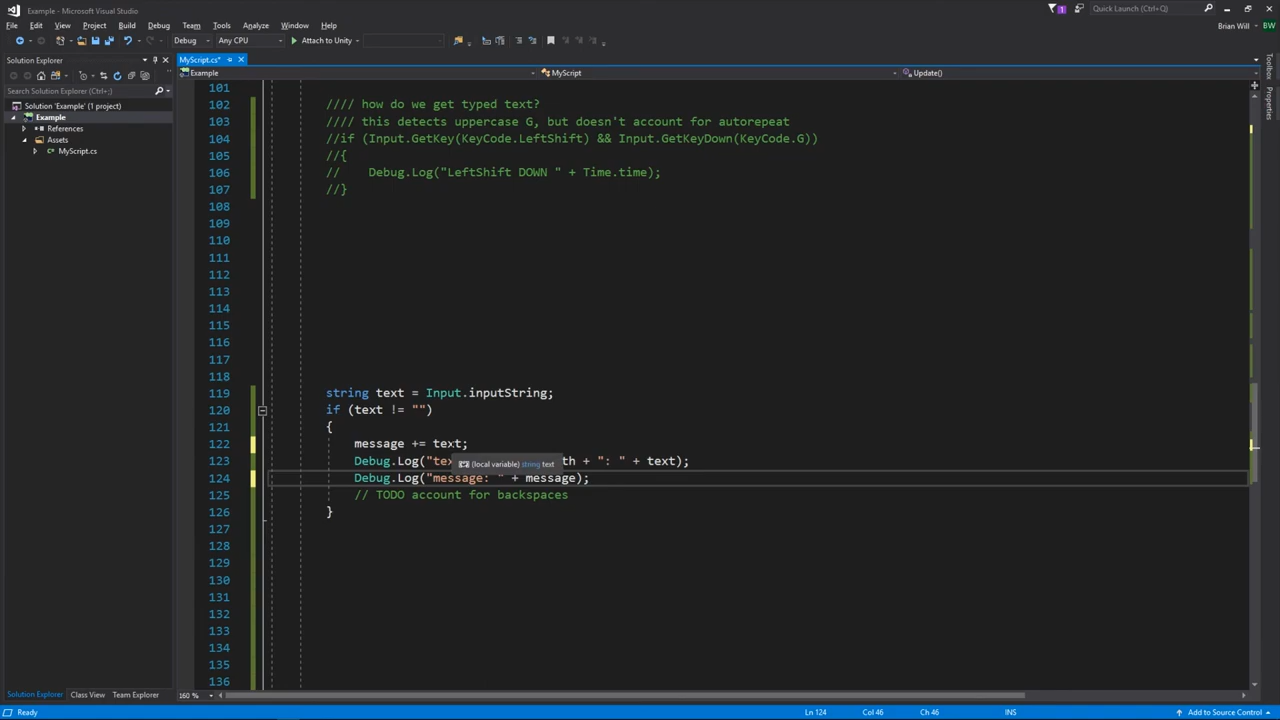 Example - Microsoft Visual Studio
1
Quick Launch (Ctrl+;)
File Edit View Project Build Debug Team Tools Analyze Window Help
Brian Will BW
Debug Any CPU Attach to Unity
Solution Explorer
MyScript.cs*
Toolbox
Properties
Example MyScript Update()
Search Solution Explorer (Ctrl+;)
Solution 'Example' (1 project)
Example
References
Assets
MyScript.cs
101
102 //// how do we get typed text?
103 //// this detects uppercase G, but doesn't account for autorepeat
104 //if (Input.GetKey(KeyCode.LeftShift) && Input.GetKeyDown(KeyCode.G))
105 //{
106 //    Debug.Log("LeftShift DOWN " + Time.time);
107 //}
108
109
110
111
112
113
114
115
116
117
118
119 string text = Input.inputString;
120 if (text != "")
121 {
122 message += text;
123 Debug.Log("te th + ": " + text);
(local variable) string text
124 Debug.Log("message: " + message);
125 // TODO account for backspaces
126 }
127
128
129
130
131
132
133
134
135
136
Solution Explorer Class View Team Explorer
160 %
Ready Ln 124 Col 46 Ch 46 INS Add to Source Control